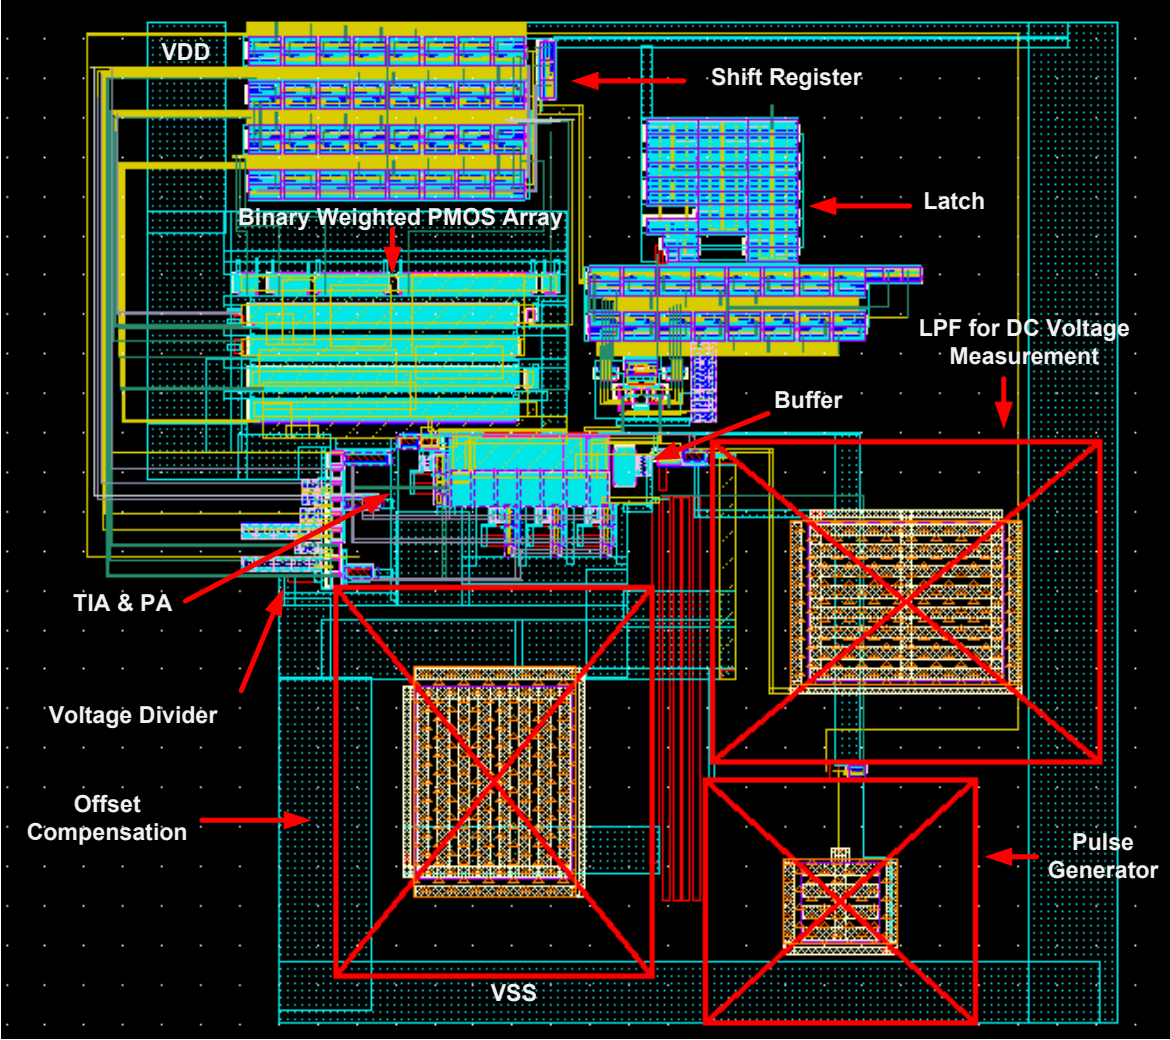 VDD
Shift Register
Latch
Binary Weighted PMOS Array
LPF for DC Voltage
Measurement
Buffer
TIA & PA
Voltage Divider
Offset
Compensation
Pulse
Generator
VSS